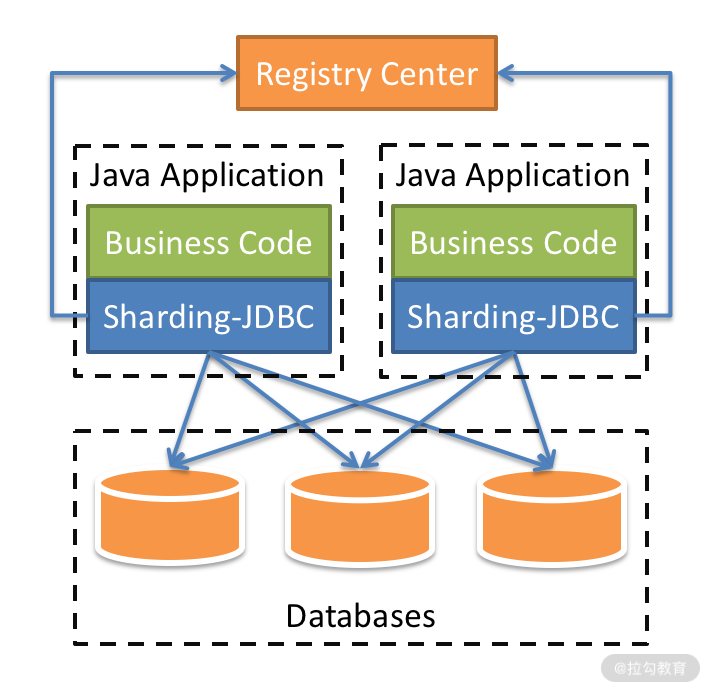 Registry Center
Java Application
Business Code
Sharding-JDBC
Java Application
Business Code
Sharding-JDBC
Databases
@拉勾教育